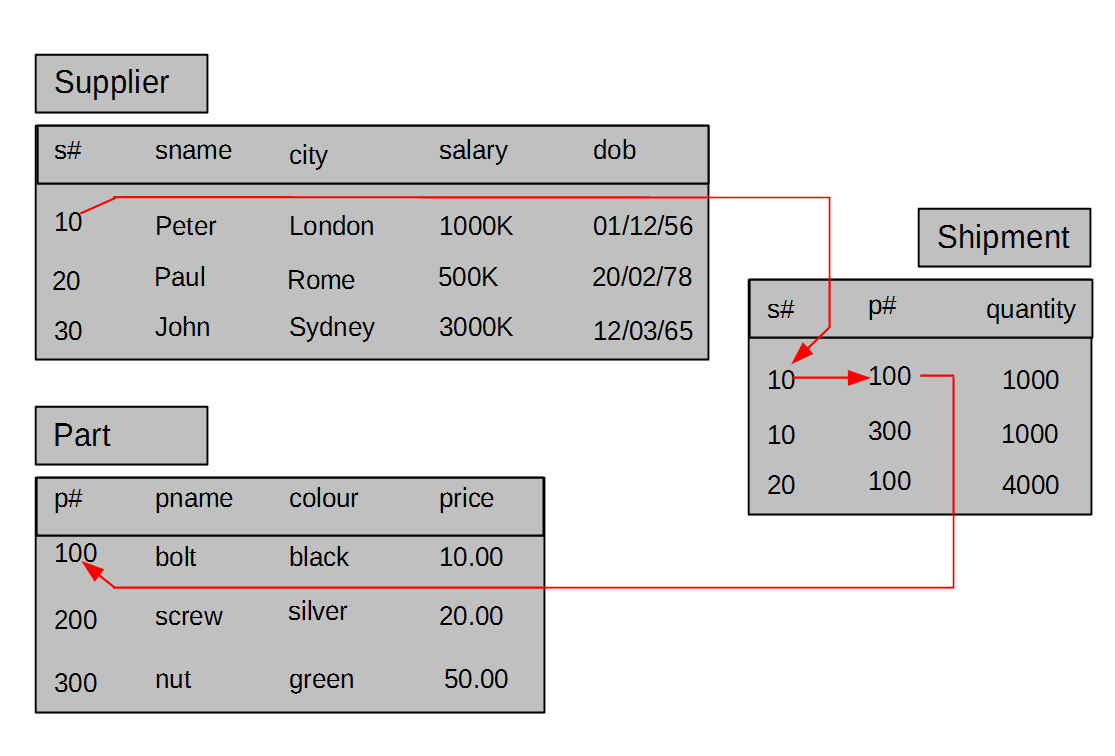 Supplier
s# sname city salary dob
10 Peter London 1000K 01/12/56
20 Paul Rome 500K 20/02/78
30 John Sydney 3000K 12/03/65
Shipment
s# p# quantity
10 100 1000
10 300 1000
20 100 4000
Part
p# pname colour price
100 bolt black 10.00
200 screw silver 20.00
300 nut green 50.00